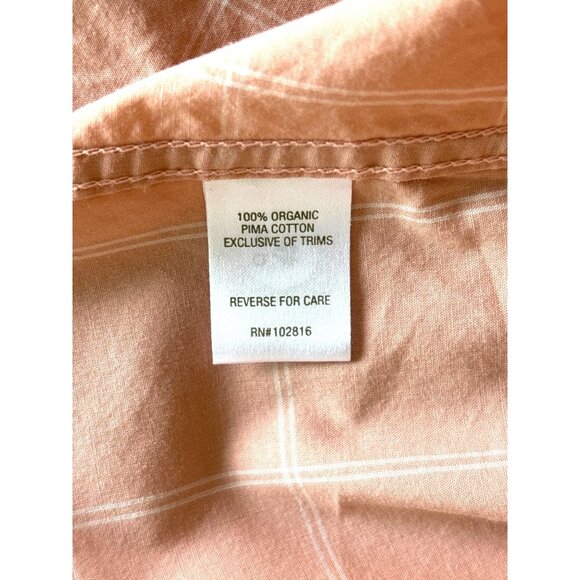 100% ORGANIC
PIMA COTTON
EXCLUSIVE OF TRIMS
REVERSE FOR CARE
RN#102816